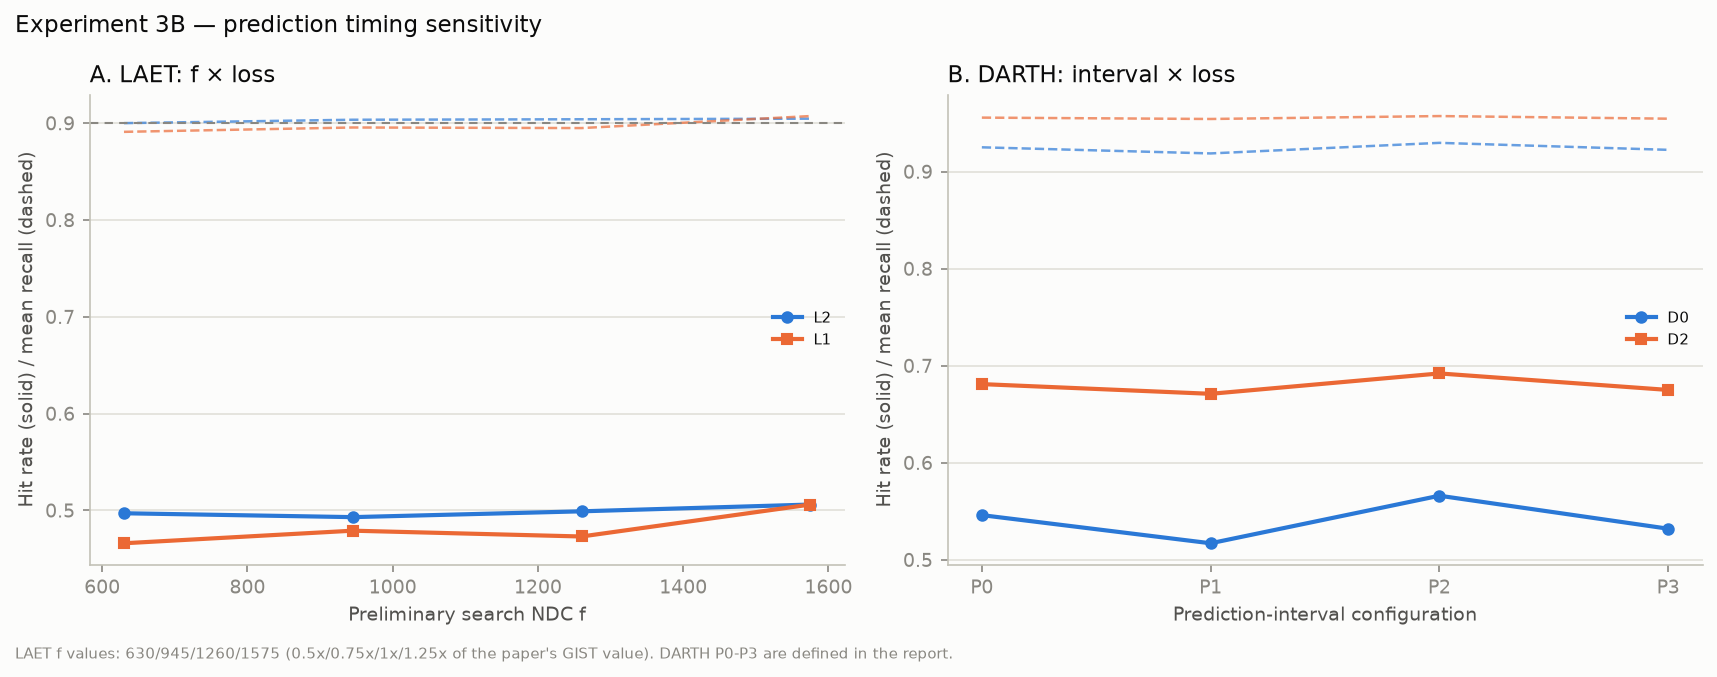 Experiment 3B — prediction timing sensitivity
A. LAET: f × loss
Hit rate (solid) / mean recall (dashed)
0.9
0.8
0.7
0.6
0.5
L2
L1
600 800 1000 1200 1400 1600
Preliminary search NDC f
B. DARTH: interval × loss
Hit rate (solid) / mean recall (dashed)
0.9
0.8
0.7
0.6
0.5
D0
D2
P0 P1 P2 P3
Prediction-interval configuration
LAET f values: 630/945/1260/1575 (0.5x/0.75x/1x/1.25x of the paper's GIST value). DARTH P0-P3 are defined in the report.